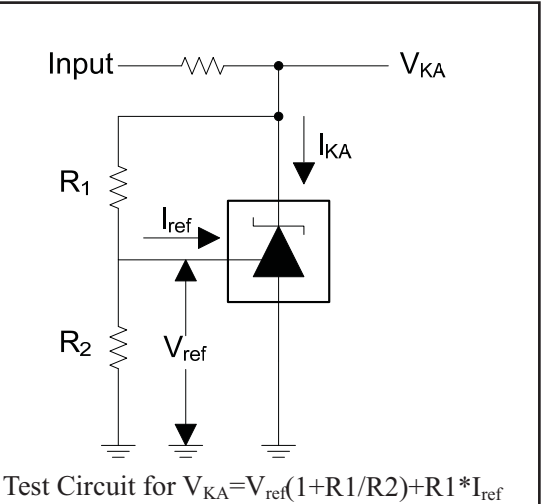 Input
V_KA
I_KA
R_1
I_ref
R_2
V_ref
Test Circuit for V_KA=V_ref(1+R1/R2)+R1*I_ref